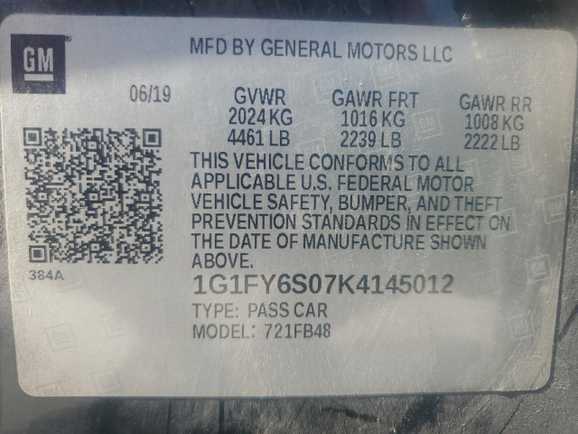 GM
MFD BY GENERAL MOTORS LLC
06/19 GVWR GAWR FRT GAWR RR
2024 KG 1016 KG 1008 KG
4461 LB 2239 LB 2222 LB
THIS VEHICLE CONFORMS TO ALL
APPLICABLE U.S. FEDERAL MOTOR
VEHICLE SAFETY, BUMPER, AND THEFT
PREVENTION STANDARDS IN EFFECT ON
THE DATE OF MANUFACTURE SHOWN
ABOVE.
384A
1G1FY6S07K4145012
TYPE: PASS CAR
MODEL: 721FB48